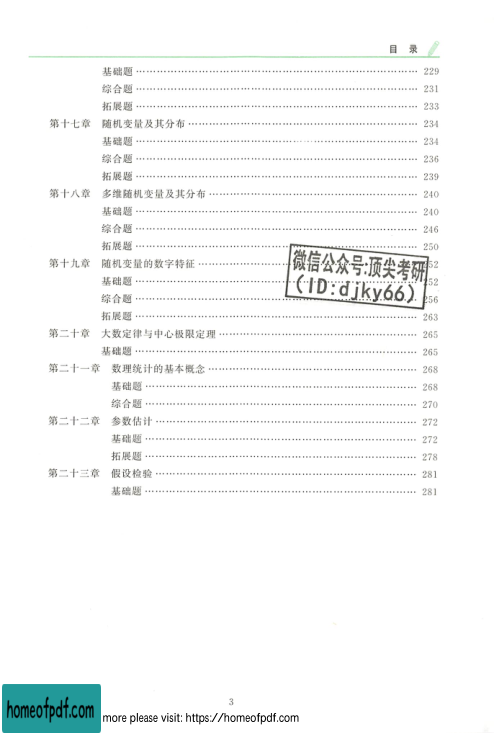 目 录
基础题 …… 229
综合题 …… 231
拓展题 …… 233
第十七章 随机变量及其分布 …… 234
基础题 …… 234
综合题 …… 236
拓展题 …… 239
第十八章 多维随机变量及其分布 …… 240
基础题 …… 240
综合题 …… 246
拓展题 …… 250
第十九章 随机变量的数字特征 …… 252
基础题 …… 252
综合题 …… 256
拓展题 …… 263
微信公众号:顶尖考研
(ID:djky66)
第二十章 大数定律与中心极限定理 …… 265
基础题 …… 265
第二十一章 数理统计的基本概念 …… 268
基础题 …… 268
综合题 …… 270
第二十二章 参数估计 …… 272
基础题 …… 272
拓展题 …… 278
第二十三章 假设检验 …… 281
基础题 …… 281
3
homeofpdf.com
more please visit: https://homeofpdf.com